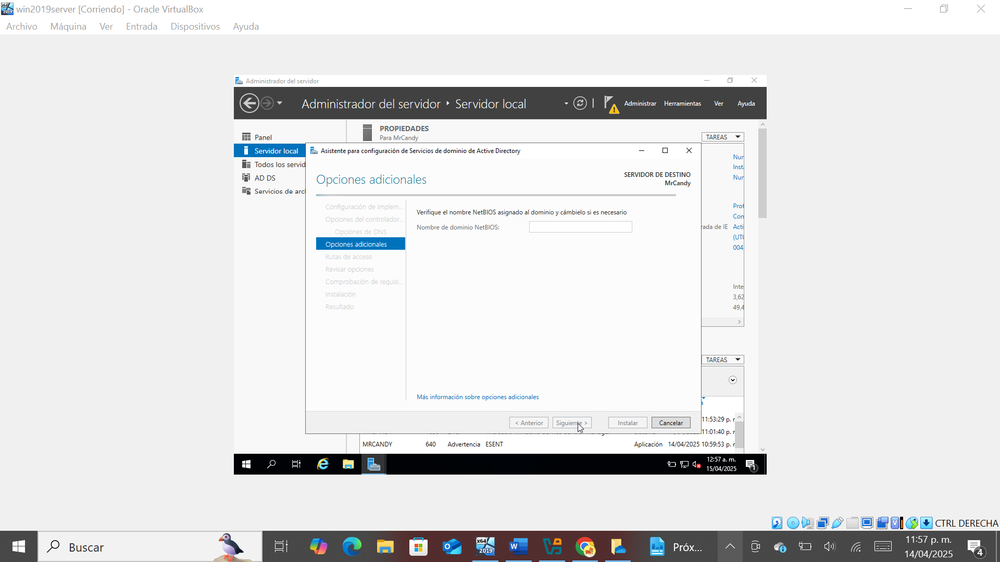 win2019server [Corriendo] - Oracle VirtualBox
Archivo Máquina Ver Entrada Dispositivos Ayuda
Administrador del servidor
Administrador del servidor ‣ Servidor local
Administrar Herramientas Ver Ayuda
Panel
Servidor local
Todos los servid
AD DS
Servicios de arc
PROPIEDADES
Para MrCandy
TAREAS
Asistente para configuración de Servicios de dominio de Active Directory
Opciones adicionales
SERVIDOR DE DESTINO
MrCandy
Configuración de implem...
Opciones del controlador...
Opciones de DNS
Opciones adicionales
Rutas de acceso
Revisar opciones
Comprobación de requisi...
Instalación
Resultado
Verifique el nombre NetBIOS asignado al dominio y cámbielo si es necesario
Nombre de dominio NetBIOS:
Más información sobre opciones adicionales
< Anterior Siguiente > Instalar Cancelar
Inst
rada de IE Acti
(UT
004
Inte
3,62
49,4
TAREAS
11:53:29 p.
11:01:40 p.
MRCANDY 640 Advertencia ESENT Aplicación 14/04/2025 10:59:53 p.
12:57 a. m.
15/04/2025
1
CTRL DERECHA
Buscar
x64
2019
W
Próx...
11:57 p. m.
14/04/2025
4